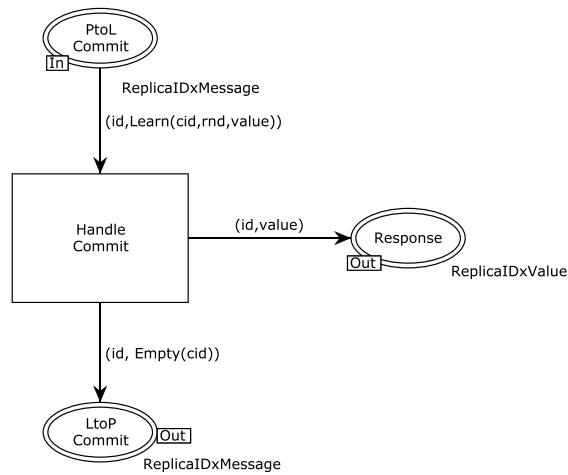 PtoL
Commit
In
ReplicaIDxMessage
(id,Learn(cid,rnd,value))
Handle
Commit
(id,value)
Response
Out
ReplicaIDxValue
(id, Empty(cid))
LtoP
Commit
Out
ReplicaIDxMessage